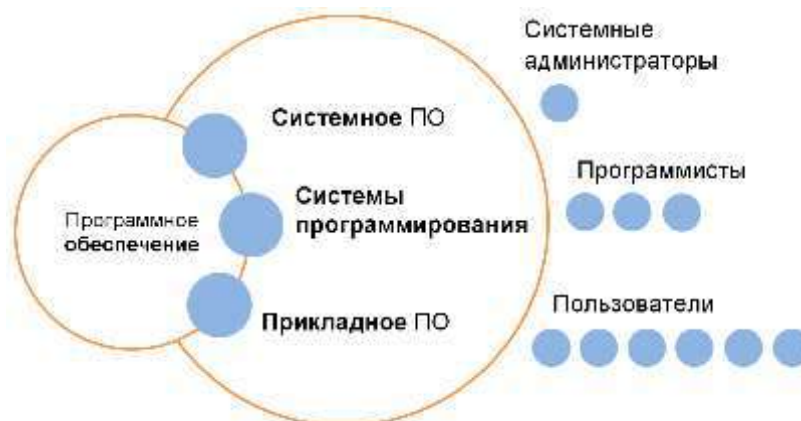 Системные
администраторы
Системное ПО
Программисты
Системы
программирования
Программное
обеспечение
Пользователи
Прикладное ПО